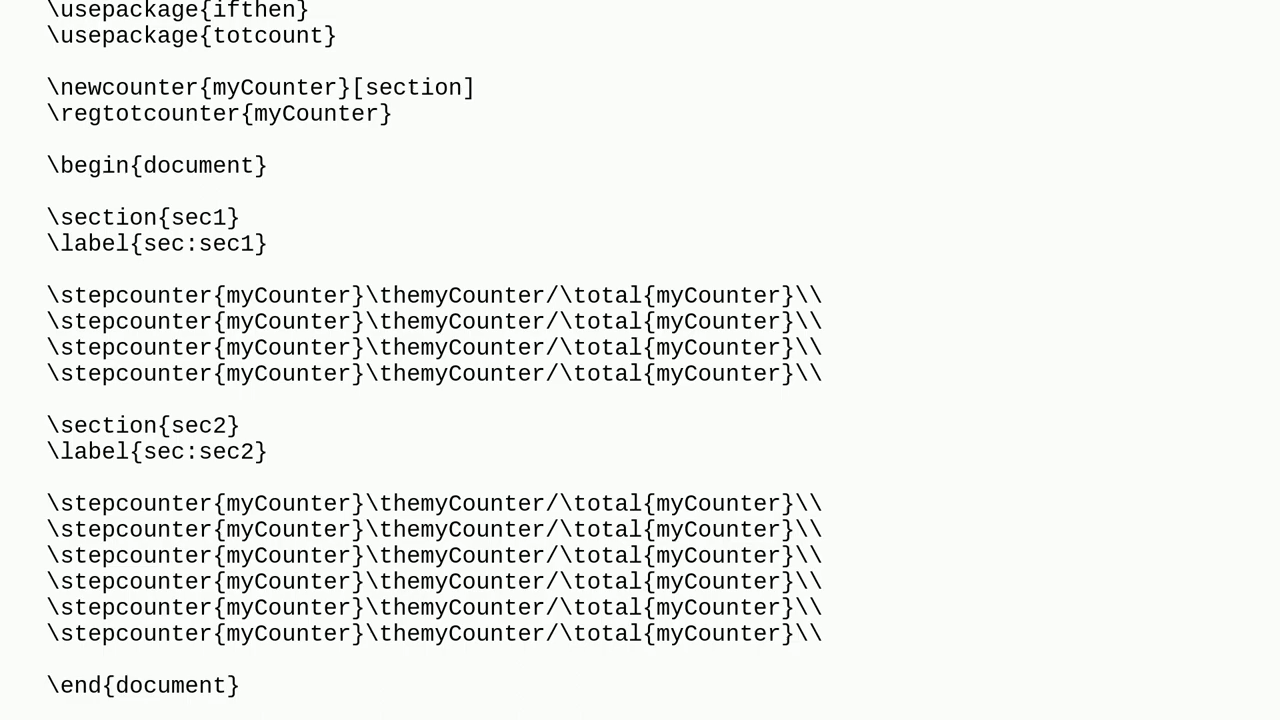 \usepackage{ifthen}
\usepackage{totcount}
\newcounter{myCounter}[section]
\regtotcounter{myCounter}
\begin{document}
\section{sec1}
\label{sec:sec1}
\stepcounter{myCounter}\themyCounter/\total{myCounter}\\
\stepcounter{myCounter}\themyCounter/\total{myCounter}\\
\stepcounter{myCounter}\themyCounter/\total{myCounter}\\
\stepcounter{myCounter}\themyCounter/\total{myCounter}\\
\section{sec2}
\label{sec:sec2}
\stepcounter{myCounter}\themyCounter/\total{myCounter}\\
\stepcounter{myCounter}\themyCounter/\total{myCounter}\\
\stepcounter{myCounter}\themyCounter/\total{myCounter}\\
\stepcounter{myCounter}\themyCounter/\total{myCounter}\\
\stepcounter{myCounter}\themyCounter/\total{myCounter}\\
\stepcounter{myCounter}\themyCounter/\total{myCounter}\\
\end{document}